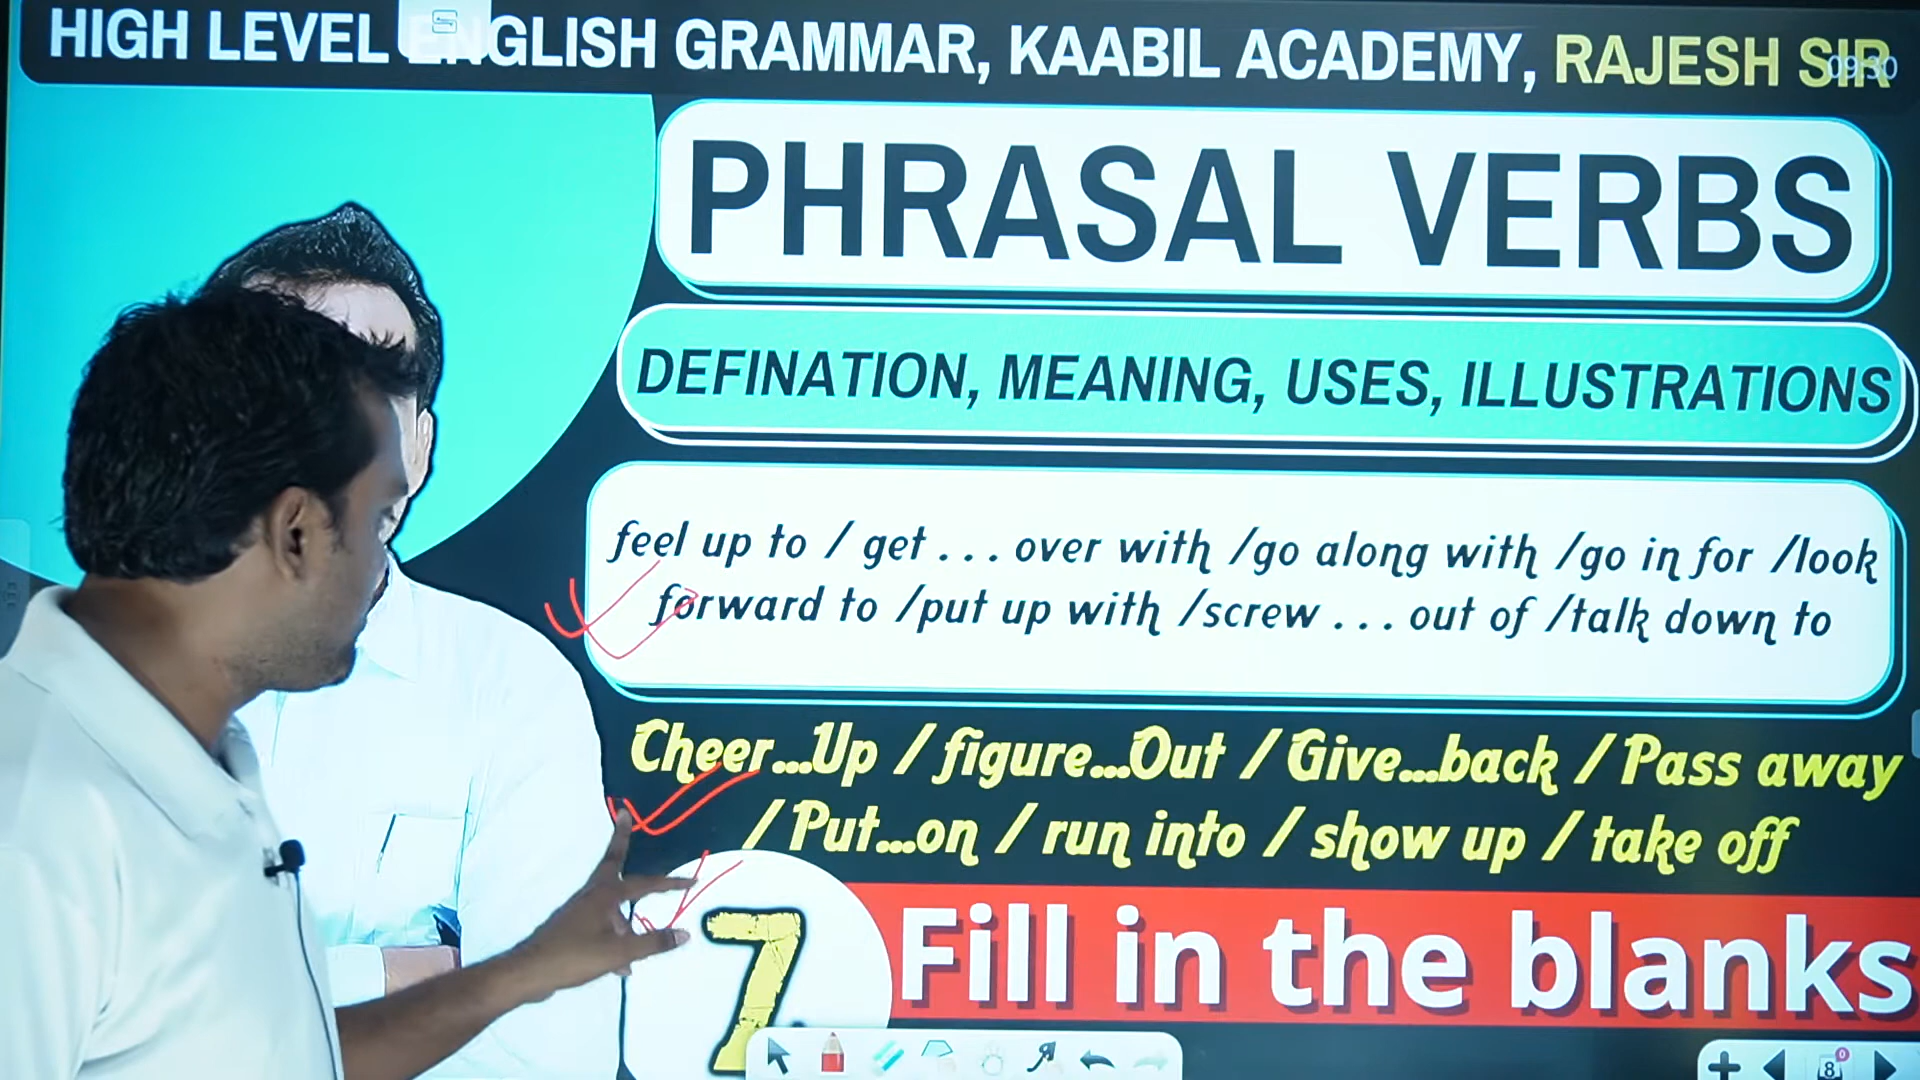 HIGH LEVEL ENGLISH GRAMMAR, KAABIL ACADEMY, RAJESH SIR
09:30
PHRASAL VERBS
DEFINATION, MEANING, USES, ILLUSTRATIONS
feel up to / get . . . over with /go along with /go in for /look
forward to /put up with /screw . . . out of /talk down to
Cheer...Up / figure...Out / Give...back / Pass away
/ Put...on / run into / show up / take off
7 Fill in the blanks
8
0